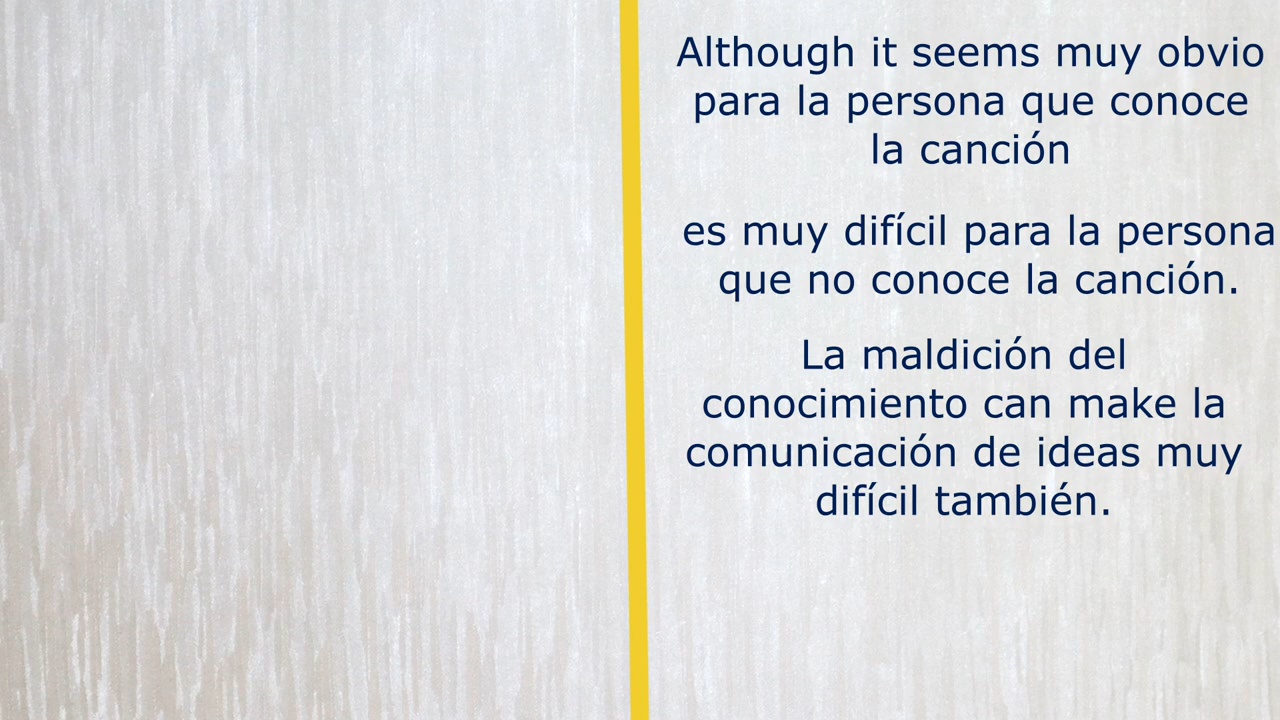 Although it seems muy obvio
para la persona que conoce
la canción
es muy difícil para la persona
que no conoce la canción.
La maldición del
conocimiento can make la
comunicación de ideas muy
difícil también.